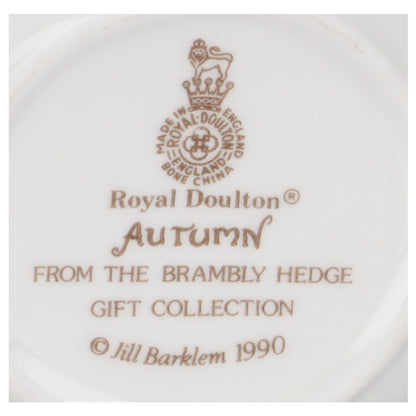 MADE IN ENGLAND
ROYAL·DOULTON
ENGLAND
BONE CHINA
Royal Doulton®
AUTUMN
FROM THE BRAMBLY HEDGE
GIFT COLLECTION
© Jill Barklem 1990